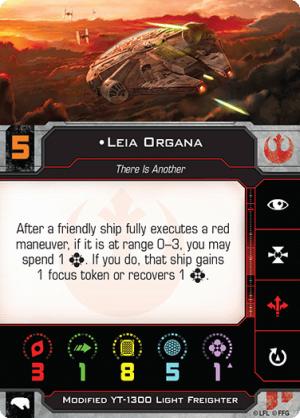 5
•Leia Organa
There Is Another
After a friendly ship fully executes a red
maneuver, if it is at range 0–3, you may
spend 1 . If you do, that ship gains
1 focus token or recovers 1 .
3 1 8 5 1
Modified YT-1300 Light Freighter
©LFL ©FFG